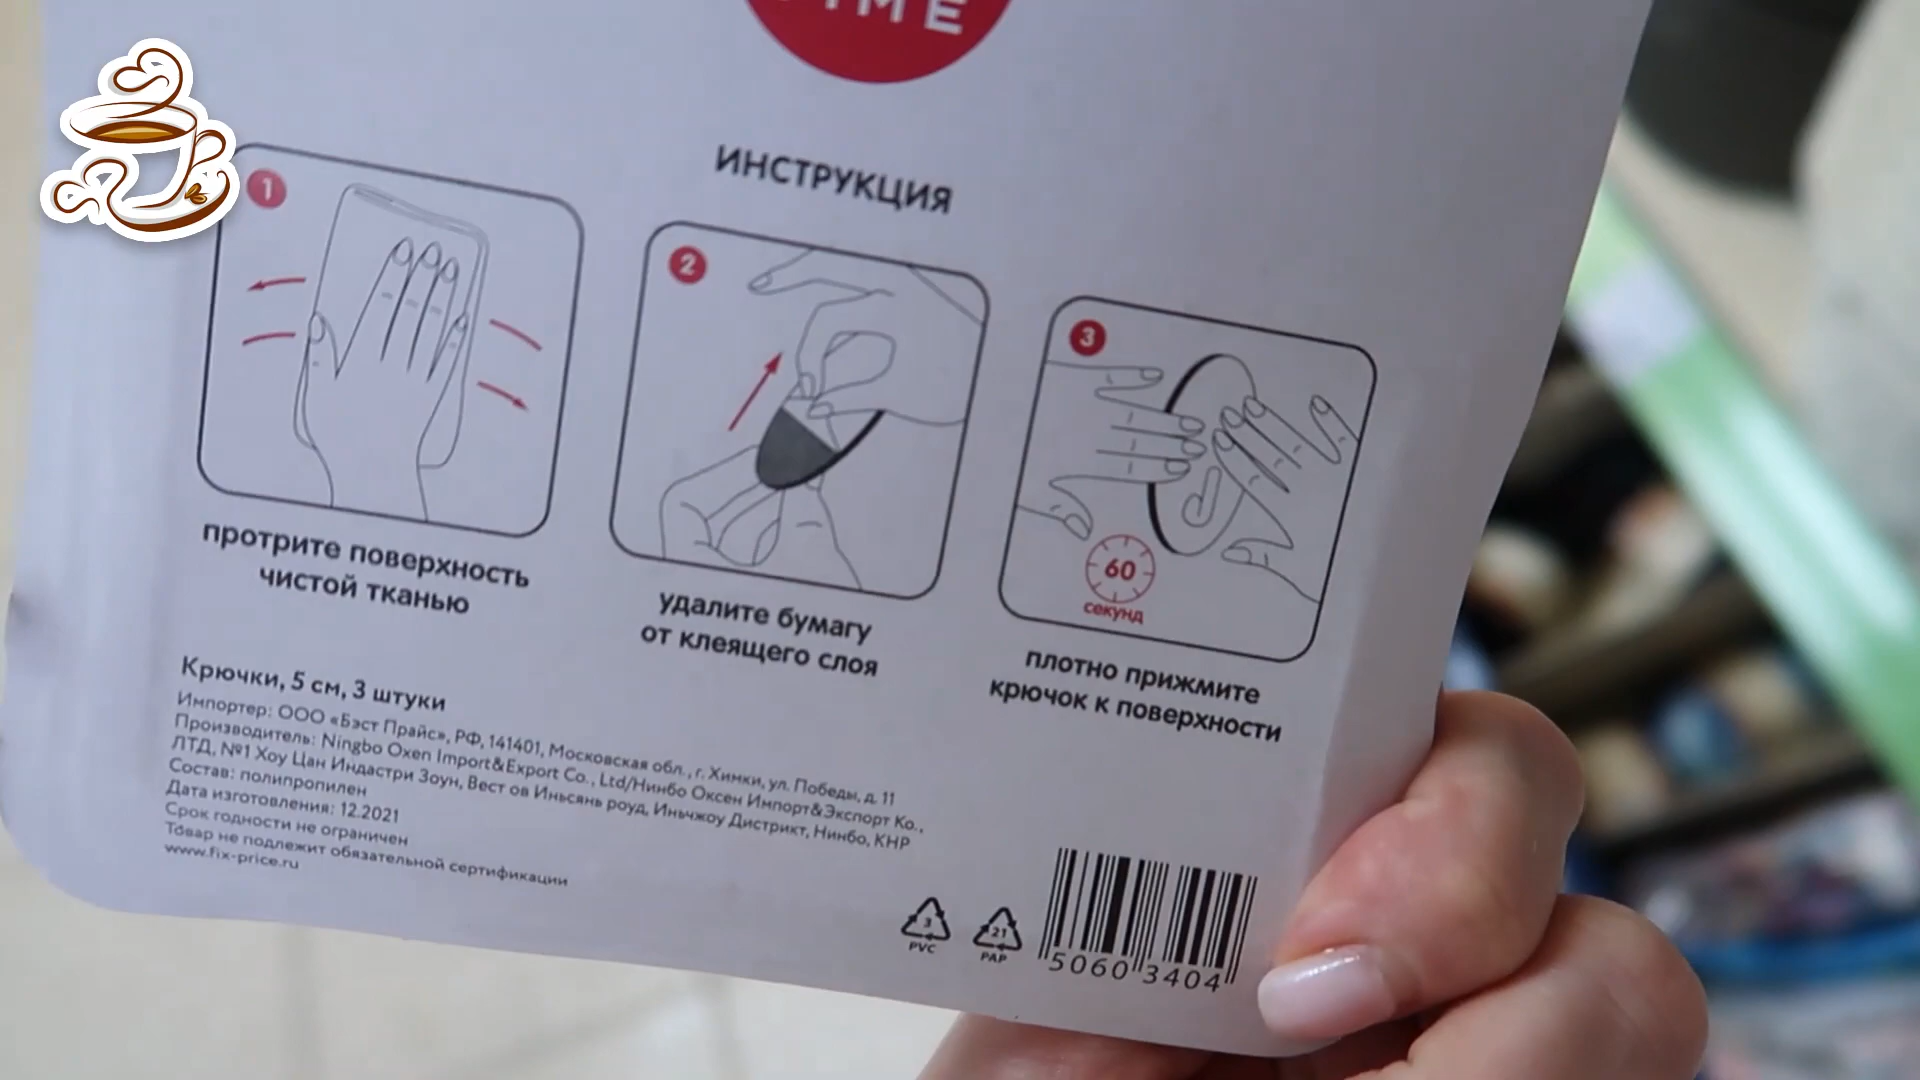 ИНСТРУКЦИЯ
1
2
3
60
секунд
протрите поверхность
чистой тканью
удалите бумагу
от клеящего слоя
плотно прижмите
крючок к поверхности
Крючки, 5 см, 3 штуки
Импортер: ООО «Бэст Прайс», РФ, 141401, Московская обл., г. Химки, ул. Победы, д. 11
Производитель: Ningbo Oxen Import&Export Co., Ltd/Нинбо Оксен Импорт&Экспорт Ко.,
ЛТД, №1 Хоу Цан Индастри Зоун, Вест ов Иньсянь роуд, Иньчжоу Дистрикт, Нинбо, КНР
Состав: полипропилен
Дата изготовления: 12.2021
Срок годности не ограничен
Товар не подлежит обязательной сертификации
www.fix-price.ru
3
PVC
21
PAP
5060 3404